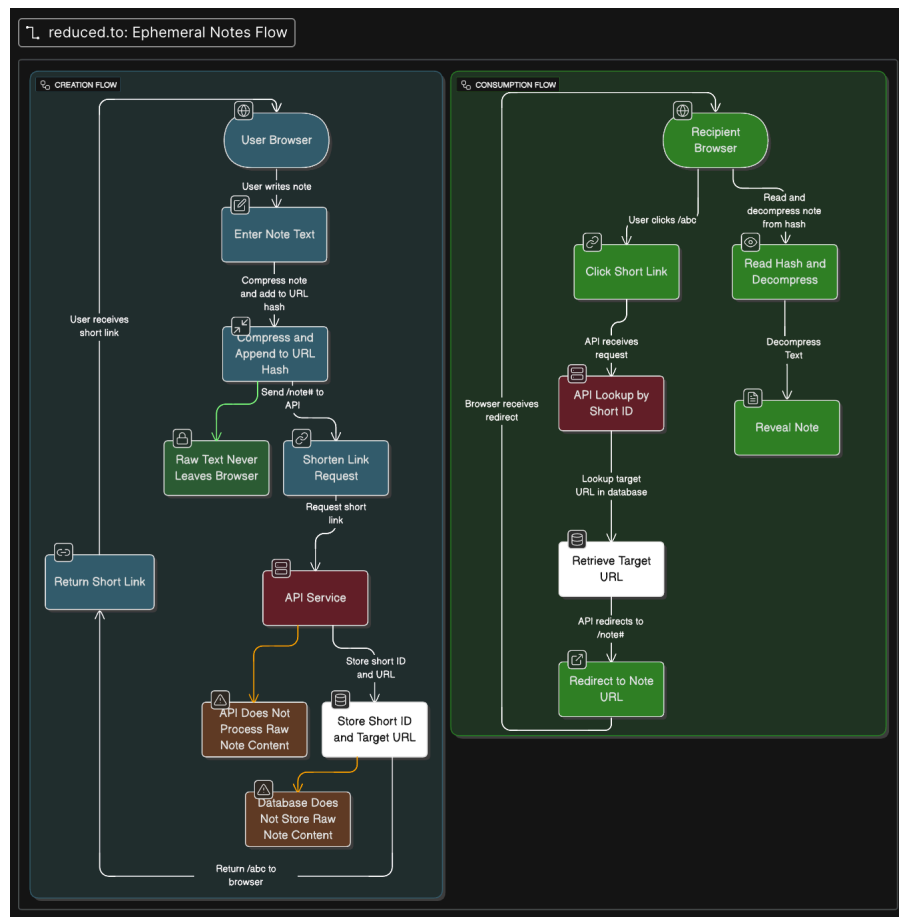 reduced.to: Ephemeral Notes Flow
CREATION FLOW
User Browser
User writes note
Enter Note Text
Compress note
and add to URL
hash
Compress and
Append to URL
Hash
Send /note# to
API
Raw Text Never
Leaves Browser
Shorten Link
Request
Request short
link
API Service
Store short ID
and URL
API Does Not
Process Raw
Note Content
Store Short ID
and Target URL
Database Does
Not Store Raw
Note Content
Return /abc to
browser
Return Short Link
User receives
short link
CONSUMPTION FLOW
Recipient
Browser
User clicks /abc
Click Short Link
API receives
request
API Lookup by
Short ID
Lookup target
URL in database
Retrieve Target
URL
API redirects to
/note#
Redirect to Note
URL
Browser receives
redirect
Read and
decompress note
from hash
Read Hash and
Decompress
Decompress
Text
Reveal Note